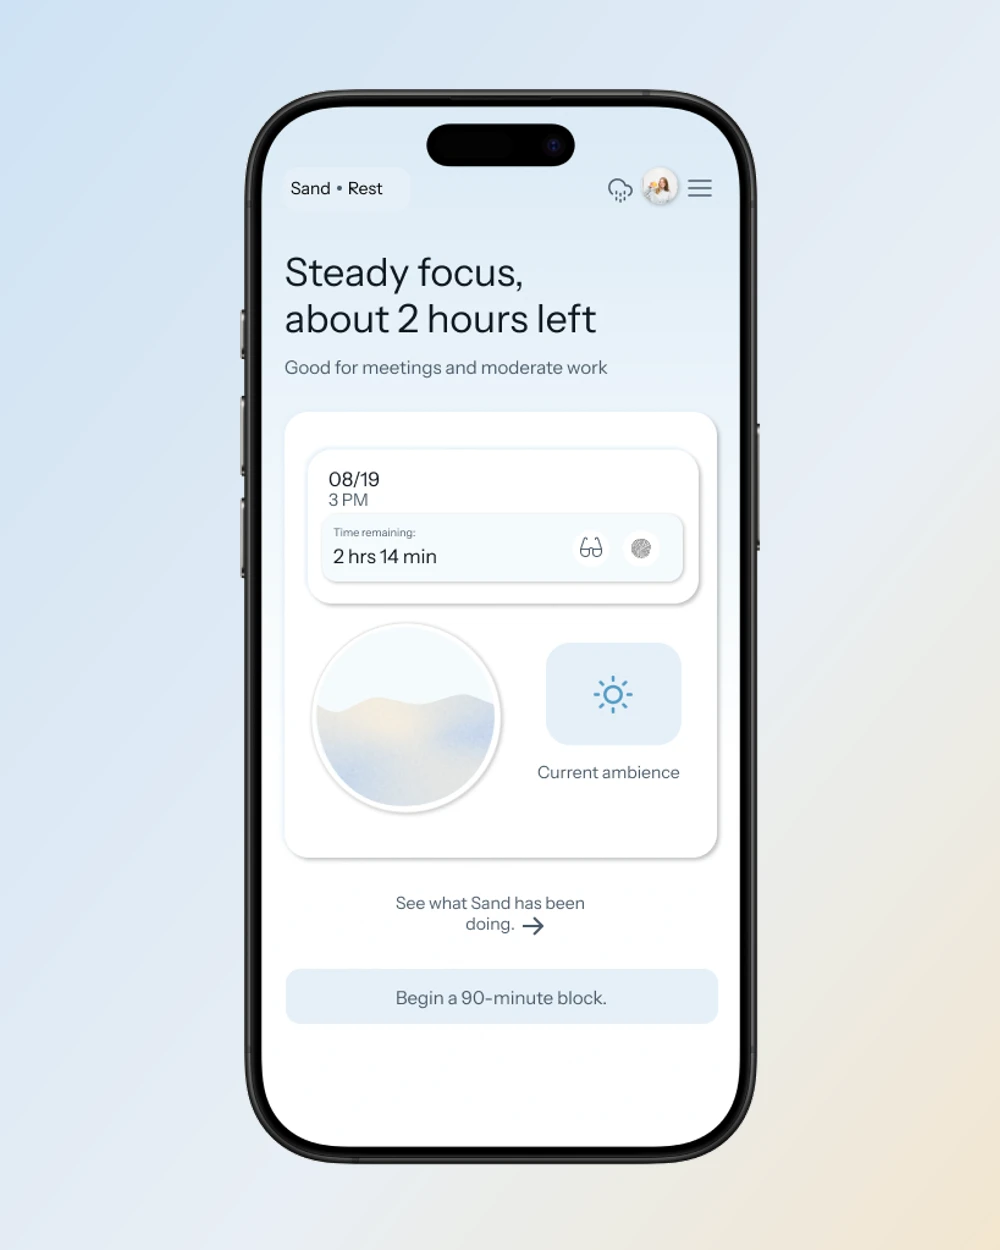 Sand • Rest
Steady focus,
about 2 hours left
Good for meetings and moderate work
08/19
3 PM
Time remaining:
2 hrs 14 min
Current ambience
See what Sand has been
doing.
Begin a 90-minute block.